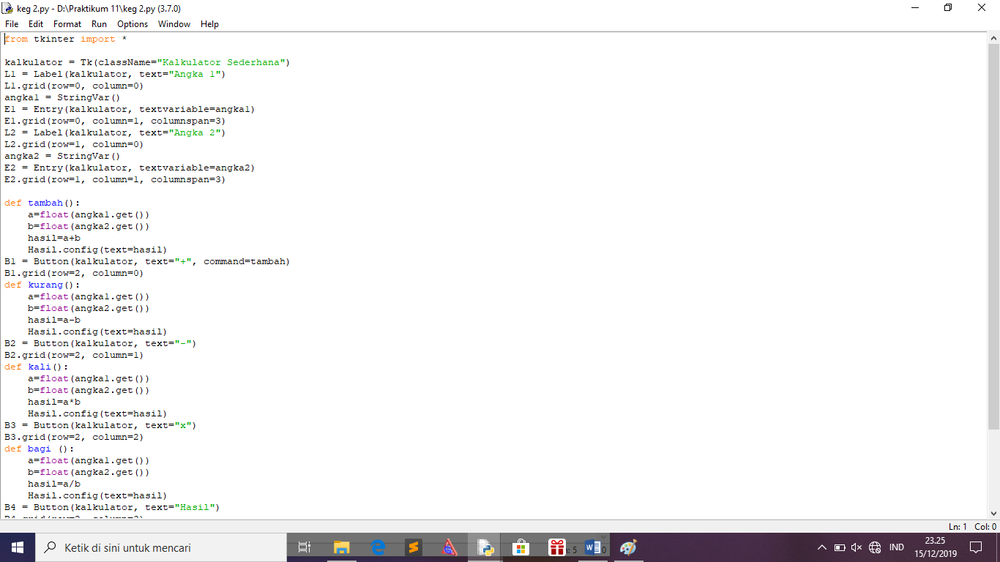 keg 2.py - D:\Praktikum 11\keg 2.py (3.7.0)
File Edit Format Run Options Window Help
from tkinter import *
kalkulator = Tk(className="Kalkulator Sederhana")
L1 = Label(kalkulator, text="Angka 1")
L1.grid(row=0, column=0)
angka1 = StringVar()
E1 = Entry(kalkulator, textvariable=angka1)
E1.grid(row=0, column=1, columnspan=3)
L2 = Label(kalkulator, text="Angka 2")
L2.grid(row=1, column=0)
angka2 = StringVar()
E2 = Entry(kalkulator, textvariable=angka2)
E2.grid(row=1, column=1, columnspan=3)
def tambah():
    a=float(angka1.get())
    b=float(angka2.get())
    hasil=a+b
    Hasil.config(text=hasil)
B1 = Button(kalkulator, text="+", command=tambah)
B1.grid(row=2, column=0)
def kurang():
    a=float(angka1.get())
    b=float(angka2.get())
    hasil=a-b
    Hasil.config(text=hasil)
B2 = Button(kalkulator, text="-")
B2.grid(row=2, column=1)
def kali():
    a=float(angka1.get())
    b=float(angka2.get())
    hasil=a*b
    Hasil.config(text=hasil)
B3 = Button(kalkulator, text="x")
B3.grid(row=2, column=2)
def bagi ():
    a=float(angka1.get())
    b=float(angka2.get())
    hasil=a/b
    Hasil.config(text=hasil)
B4 = Button(kalkulator, text="Hasil")
Ln: 1 Col: 0
Ketik di sini untuk mencari
IND
23.25
15/12/2019